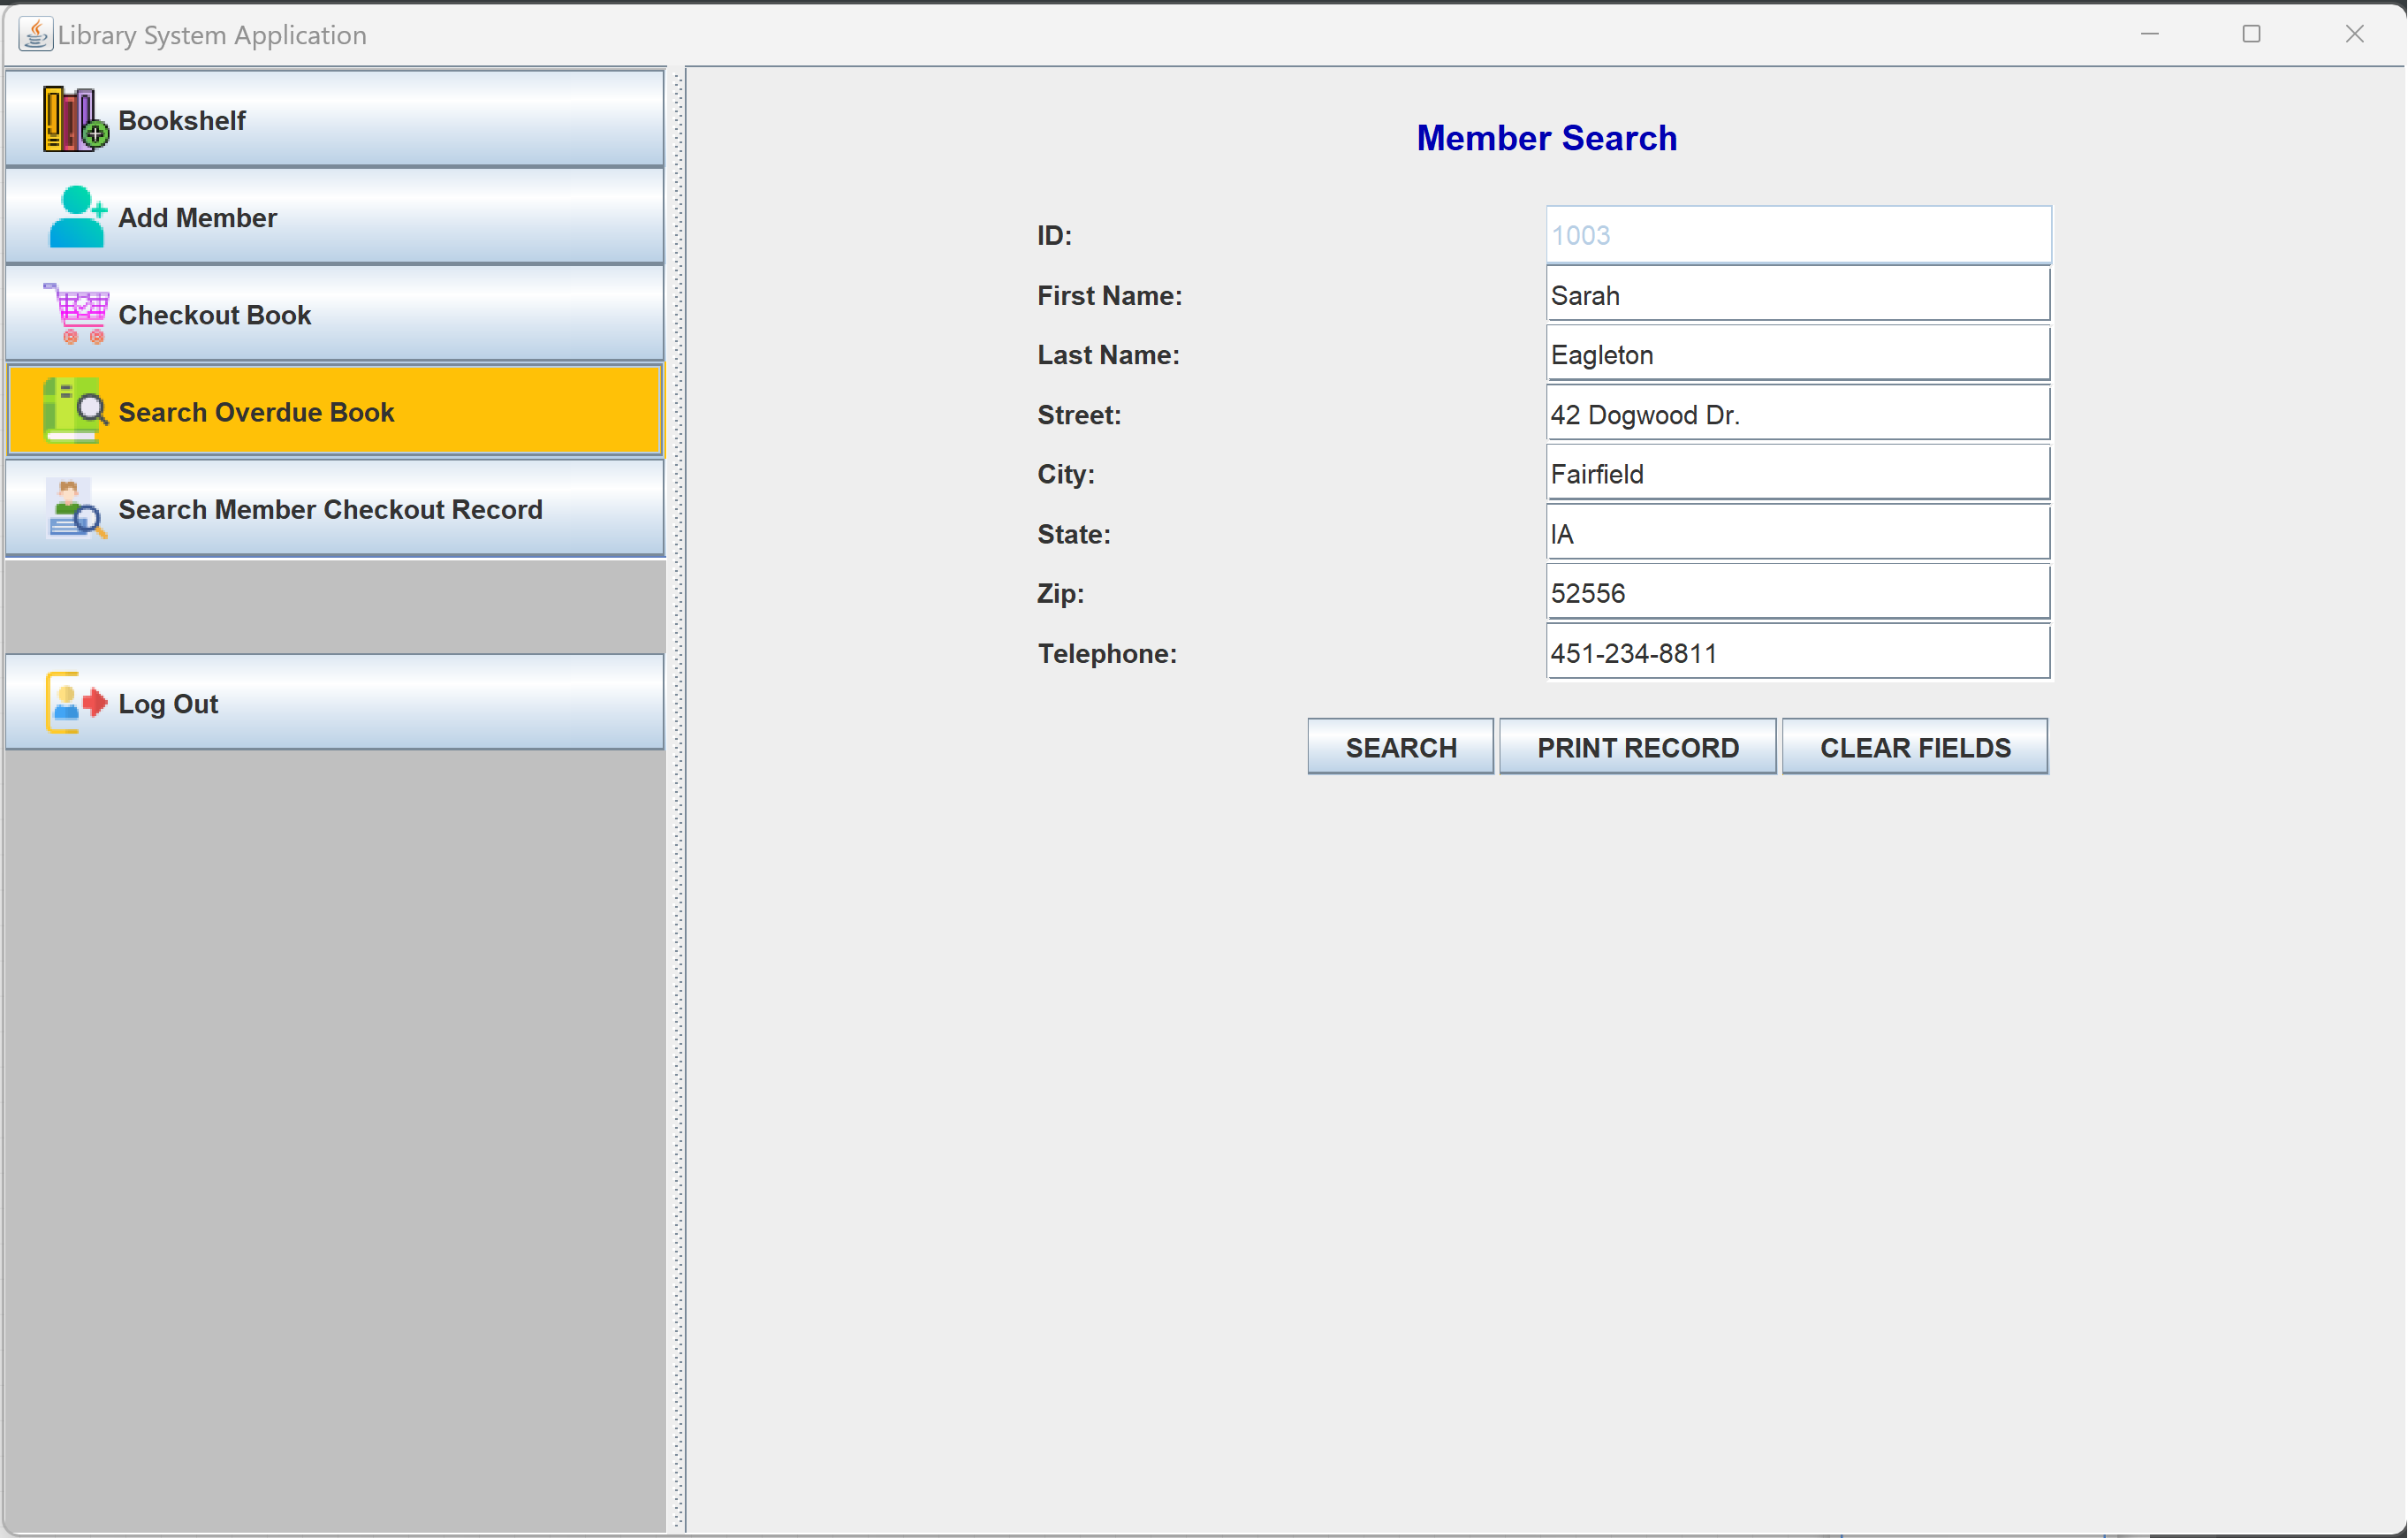 Library System Application
Bookshelf
Add Member
Checkout Book
Search Overdue Book
Search Member Checkout Record
Log Out
Member Search
ID: 1003
First Name: Sarah
Last Name: Eagleton
Street: 42 Dogwood Dr.
City: Fairfield
State: IA
Zip: 52556
Telephone: 451-234-8811
SEARCH PRINT RECORD CLEAR FIELDS